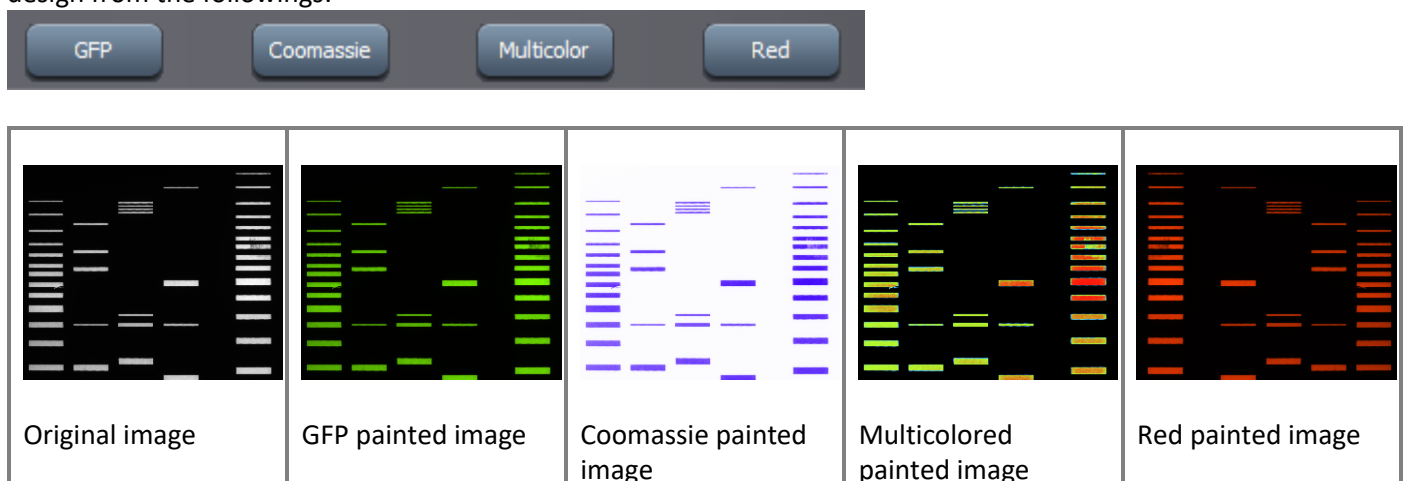 design from the followings.
GFP Coomassie Multicolor Red
Original image
GFP painted image
Coomassie painted
image
Multicolored
painted image
Red painted image